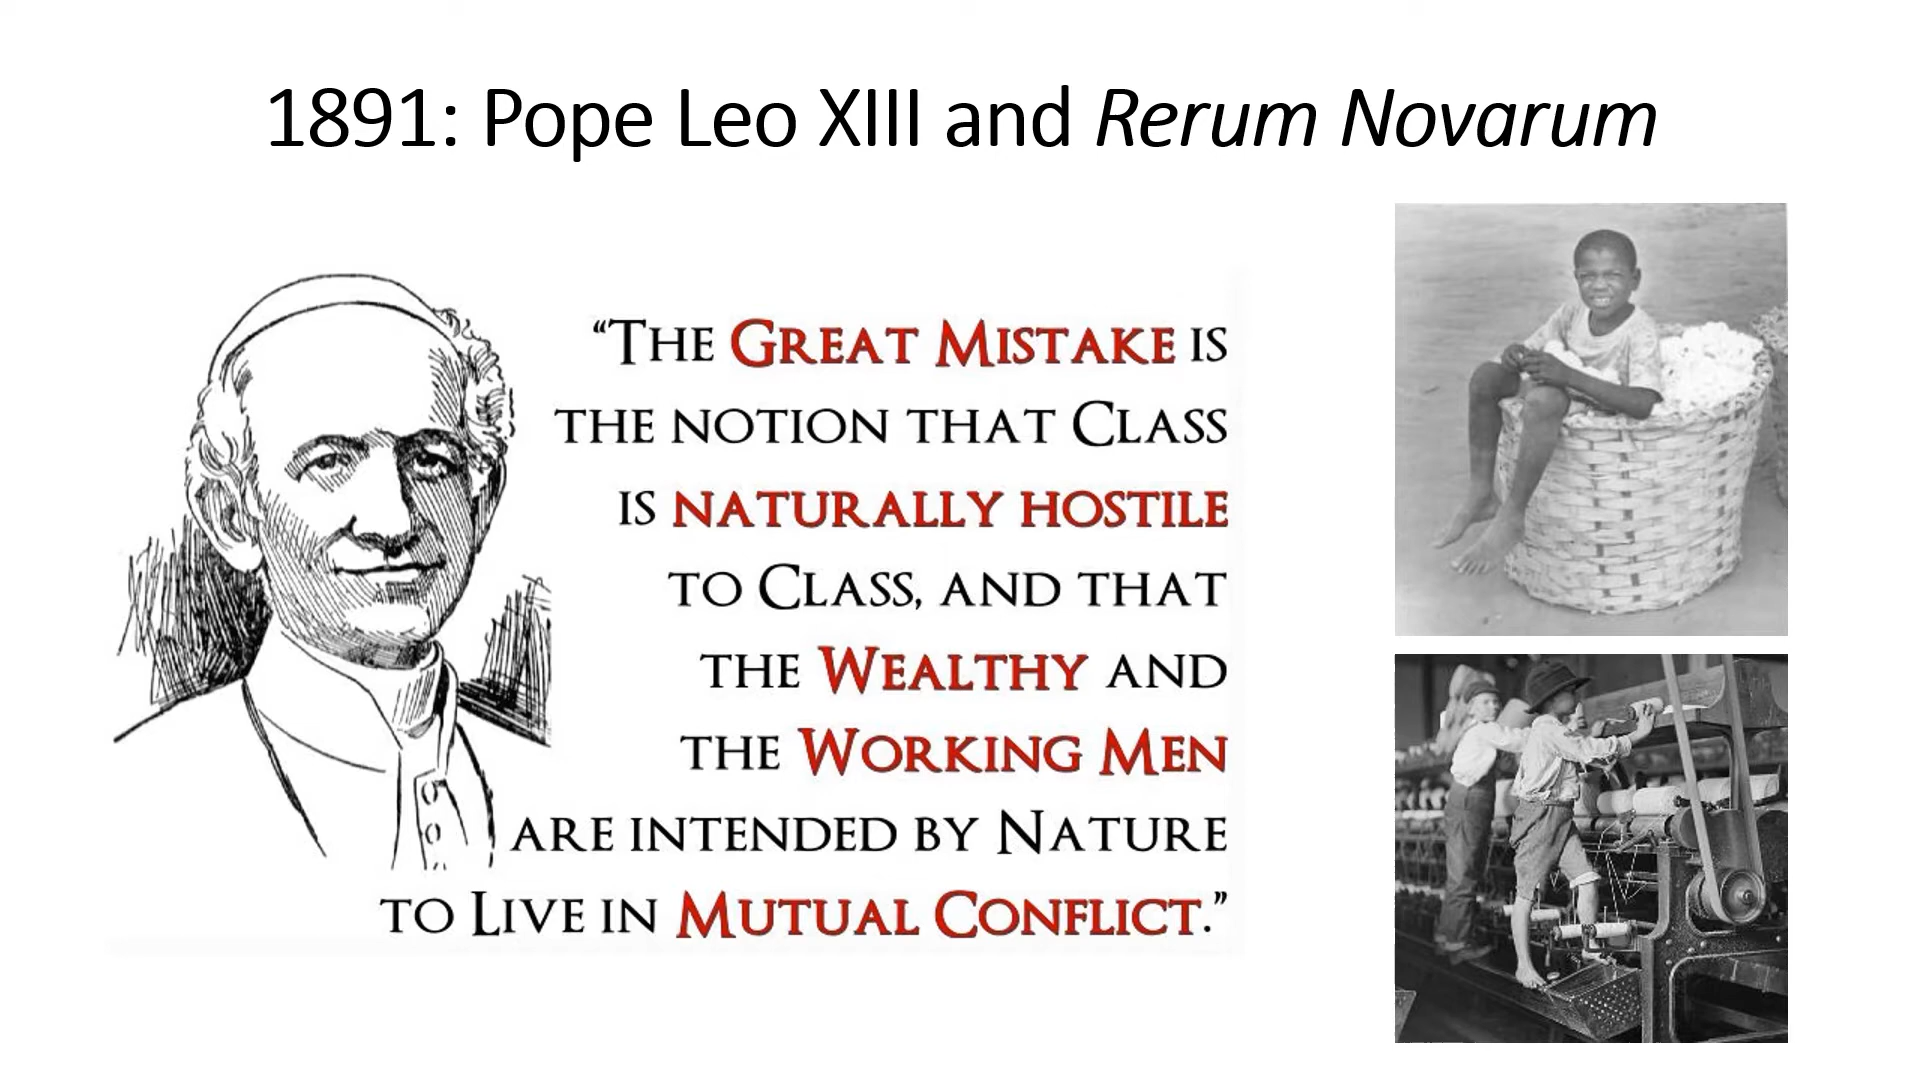 1891: Pope Leo XIII and Rerum Novarum
“The Great Mistake is
the notion that Class
is naturally hostile
to Class, and that
the Wealthy and
the Working Men
are intended by Nature
to Live in Mutual Conflict.”